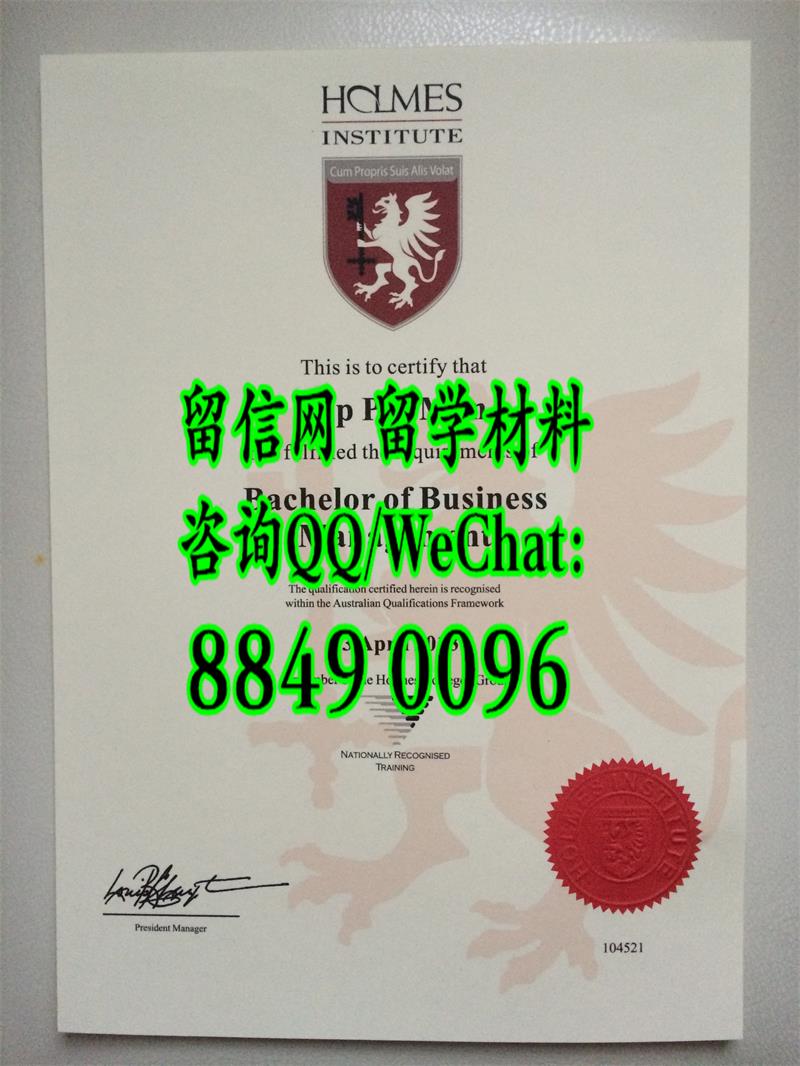 HOLMES
INSTITUTE
Cum Propris Suis Alis Volat
This is to certify that
留信网 留学材料
Bachelor of Business
咨询QQ/WeChat:
The qualification certified herein is recognised
within the Australian Qualifications Framework
8849 0096
NATIONALLY RECOGNISED
TRAINING
HOLMES INSTITUTE
President Manager
104521